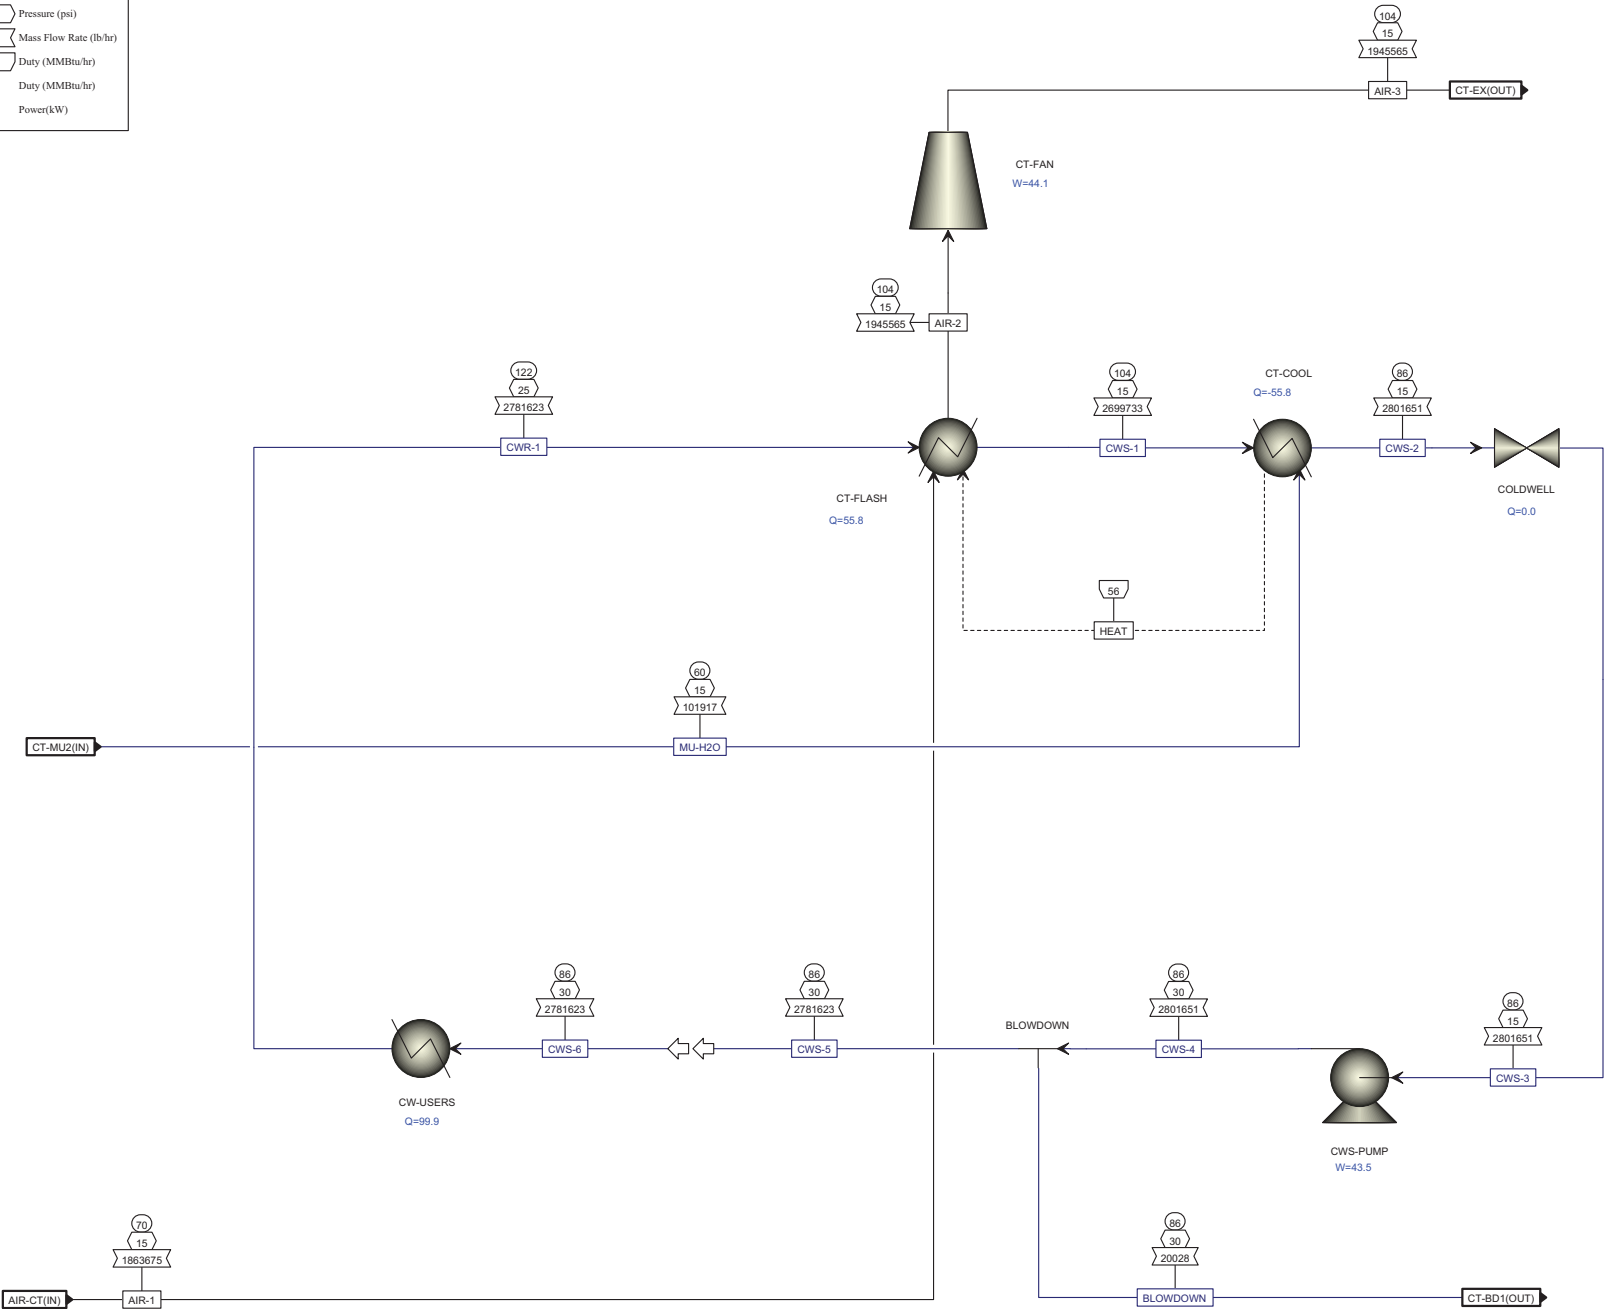 Pressure (psi)
Mass Flow Rate (lb/hr)
Duty (MMBtu/hr)
Duty (MMBtu/hr)
Power(kW)
104
15
1945565
AIR-3
CT-EX(OUT)
CT-FAN
W=44.1
104
15
1945565
AIR-2
122
25
2781623
CWR-1
CT-FLASH
Q=55.8
104
15
2699733
CWS-1
CT-COOL
Q=-55.8
86
15
2801651
CWS-2
COLDWELL
Q=0.0
56
HEAT
60
15
101917
MU-H2O
CT-MU2(IN)
CW-USERS
Q=99.9
86
30
2781623
CWS-6
86
30
2781623
CWS-5
BLOWDOWN
86
30
2801651
CWS-4
CWS-PUMP
W=43.5
86
15
2801651
CWS-3
AIR-CT(IN)
70
15
1863675
AIR-1
86
30
20028
BLOWDOWN
CT-BD1(OUT)